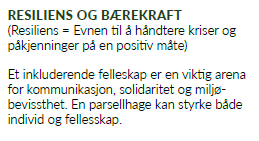 RESILIENS OG BÆREKRAFT
(Resiliens = Evnen til å håndtere kriser og
påkjenninger på en positiv måte)
Et inkluderende felleskap er en viktig arena
for kommunikasjon, solidaritet og miljø-
bevissthet. En parsellhage kan styrke både
individ og fellesskap.